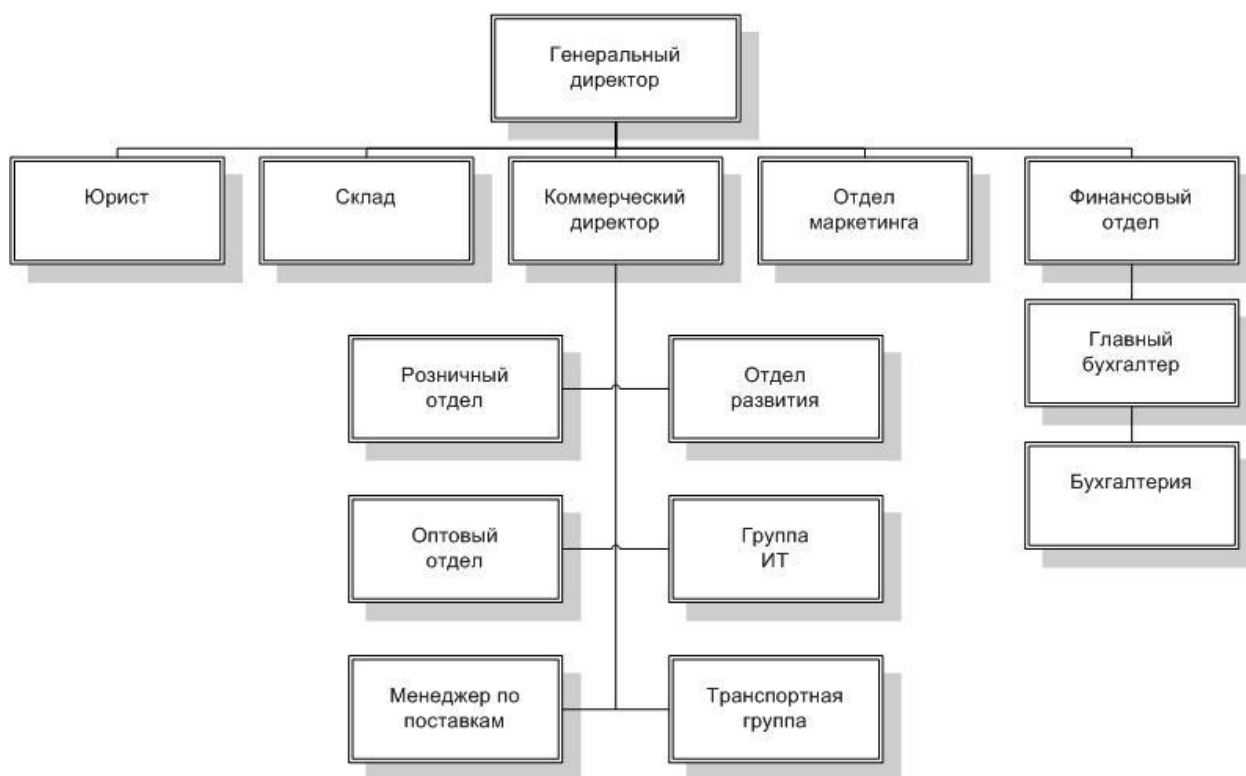 Генеральный
директор
Юрист
Склад
Коммерческий
директор
Отдел
маркетинга
Финансовый
отдел
Розничный
отдел
Отдел
развития
Главный
бухгалтер
Оптовый
отдел
Группа
ИТ
Бухгалтерия
Менеджер по
поставкам
Транспортная
группа